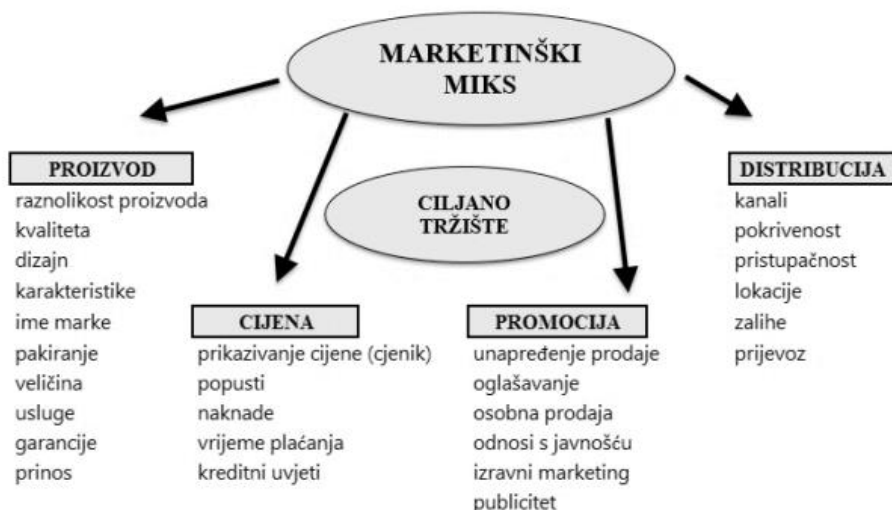 MARKETINŠKI
MIKS
CILJANO
TRŽIŠTE
PROIZVOD
raznolikost proizvoda
kvaliteta
dizajn
karakteristike
ime marke
pakiranje
veličina
usluge
garancije
prinos
CIJENA
prikazivanje cijene (cjenik)
popusti
naknade
vrijeme plaćanja
kreditni uvjeti
PROMOCIJA
unapređenje prodaje
oglašavanje
osobna prodaja
odnosi s javnošću
izravni marketing
publicitet
DISTRIBUCIJA
kanali
pokrivenost
pristupačnost
lokacije
zalihe
prijevoz